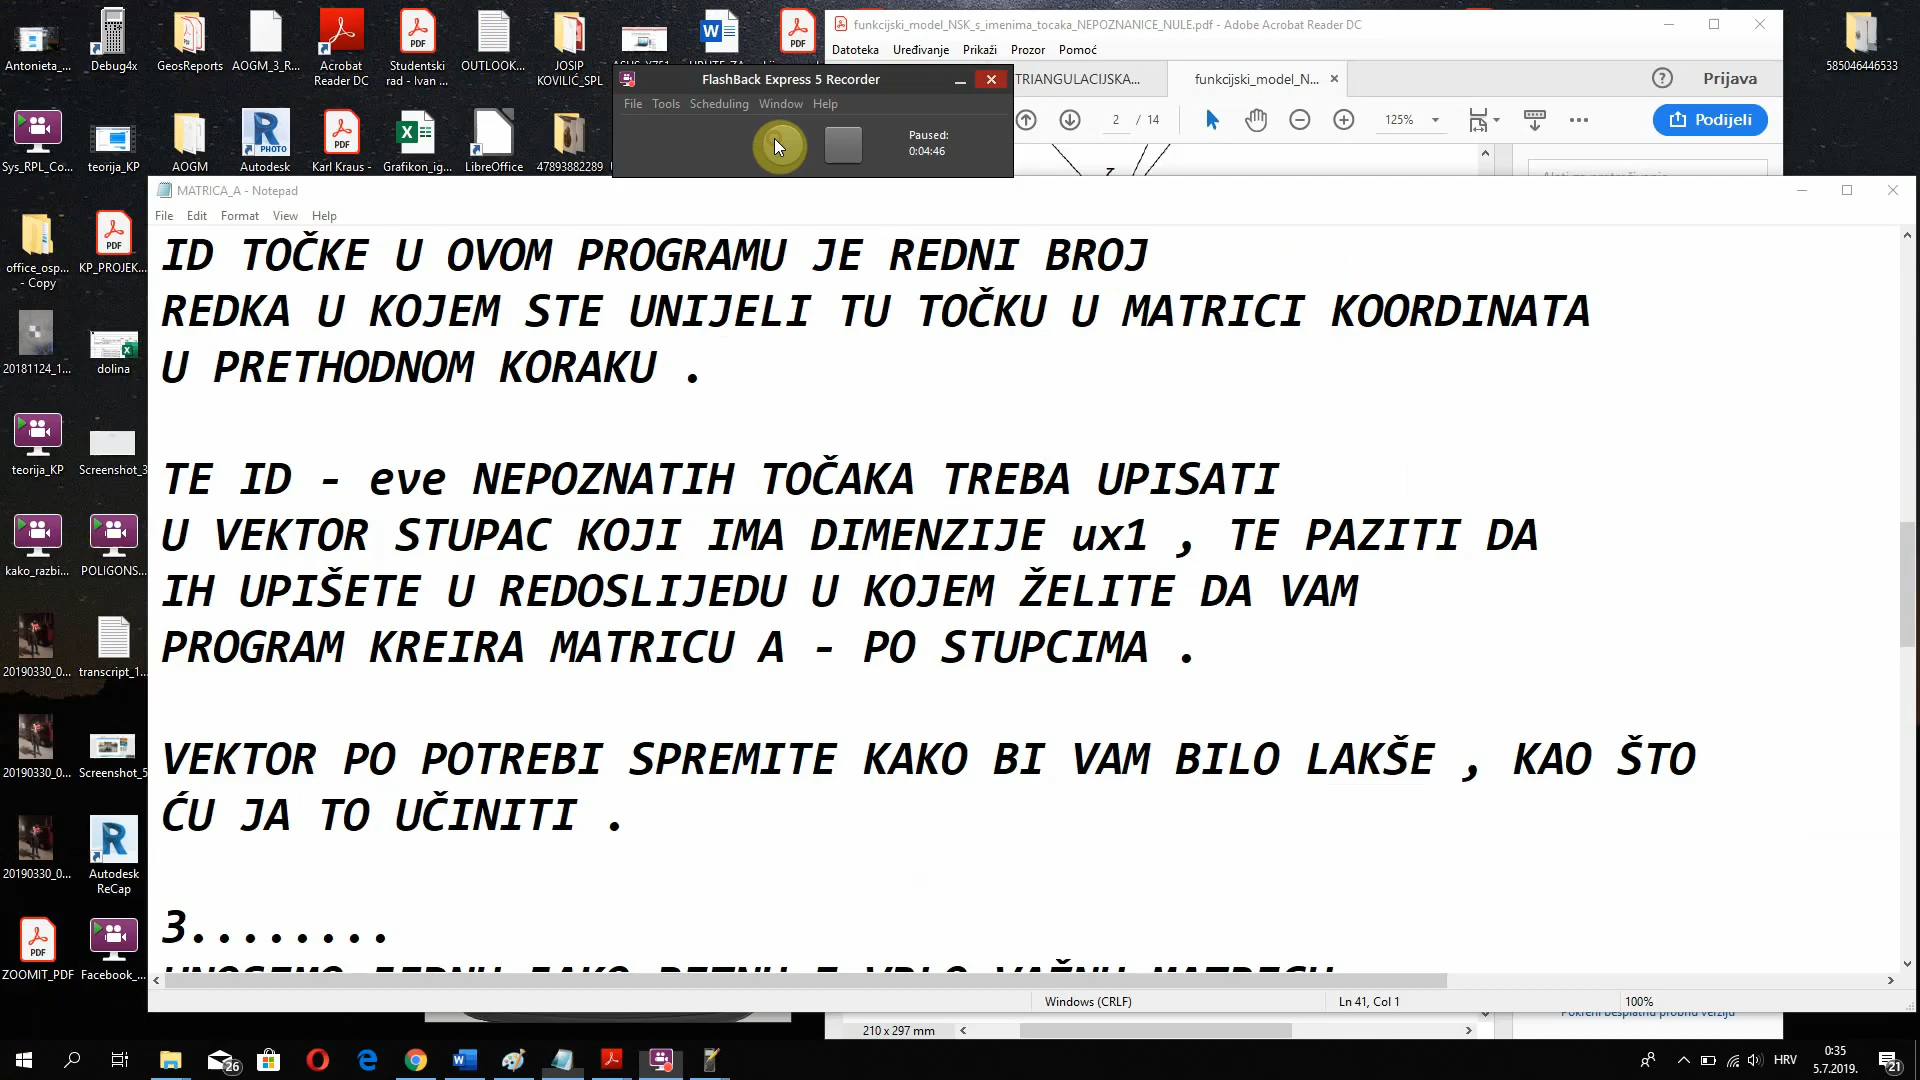 Antonieta_...
Debug4x
GeosReports
AOGM_3_R...
Acrobat Reader DC
Studentski rad - Ivan ...
OUTLOOK...
JOSIP KOVILIĆ_SPL
Sys_RPL_Co...
teorija_KP
AOGM
Autodesk
Karl Kraus - ...
Grafikon_ig...
LibreOffice
47893882289
585046446533
office_osp... - Copy
KP_PROJEK...
20181124_1...
dolina
teorija_KP
Screenshot_3
kako_razbi...
POLIGONS...
20190330_0...
transcript_1...
20190330_0...
Screenshot_5
20190330_0...
Autodesk ReCap
ZOOMIT_PDF
Facebook_...
funkcijski_model_NSK_s_imenima_tocaka_NEPOZNANICE_NULE.pdf - Adobe Acrobat Reader DC
Datoteka Uređivanje Prikaži Prozor Pomoć
TRIANGULACIJSKA... funkcijski_model_N... Prijava
2 / 14 125% Podijeli
FlashBack Express 5 Recorder
File Tools Scheduling Window Help
Paused:
0:04:46
MATRICA_A - Notepad
File Edit Format View Help
ID TOČKE U OVOM PROGRAMU JE REDNI BROJ
REDKA U KOJEM STE UNIJELI TU TOČKU U MATRICI KOORDINATA
U PRETHODNOM KORAKU .
TE ID - eve NEPOZNATIH TOČAKA TREBA UPISATI
U VEKTOR STUPAC KOJI IMA DIMENZIJE ux1 , TE PAZITI DA
IH UPIŠETE U REDOSLIJEDU U KOJEM ŽELITE DA VAM
PROGRAM KREIRA MATRICU A - PO STUPCIMA .
VEKTOR PO POTREBI SPREMITE KAKO BI VAM BILO LAKŠE , KAO ŠTO
ĆU JA TO UČINITI .
3........
Windows (CRLF) Ln 41, Col 1 100%
210 x 297 mm
26
HRV
0:35
5.7.2019.
21